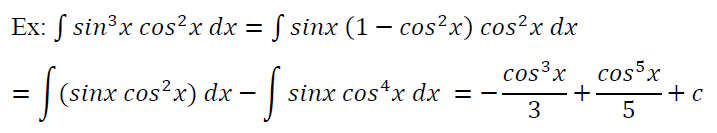 Ex: ∫ sin³x cos²x dx = ∫ sinx (1 − cos²x) cos²x dx
= ∫(sinx cos²x) dx − ∫ sinx cos⁴x dx = −cos³x/3 + cos⁵x/5 + c